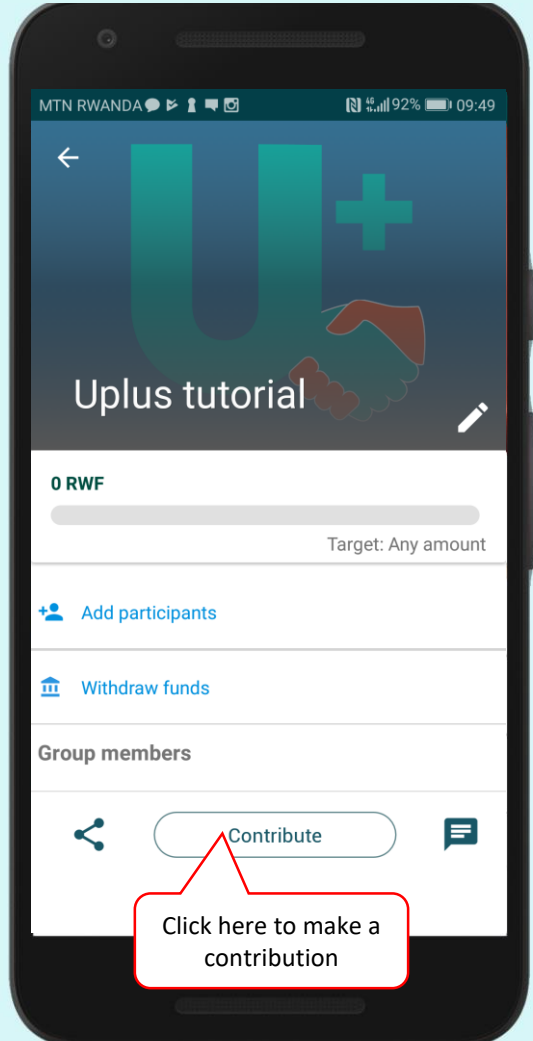 MTN RWANDA 4G 92% 09:49
U+
Uplus tutorial
0 RWF
Target: Any amount
Add participants
Withdraw funds
Group members
Contribute
Click here to make a
contribution